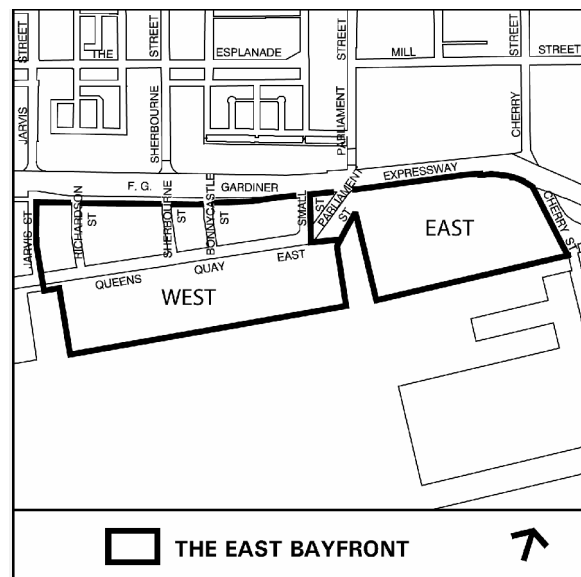 STREET
STREET
STREET
STREET
THE
ESPLANADE
MILL
STREET
JARVIS
SHERBOURNE
PARLIAMENT
CHERRY
F. G.
GARDINER
EXPRESSWAY
JARVIS ST
RICHARDSON
ST
SHERBOURNE
ST
BONNYCASTLE
ST
SMALL
ST
PARLIAMENT
ST
CHERRY ST
EAST
QUEENS
QUAY
EAST
WEST
THE EAST BAYFRONT